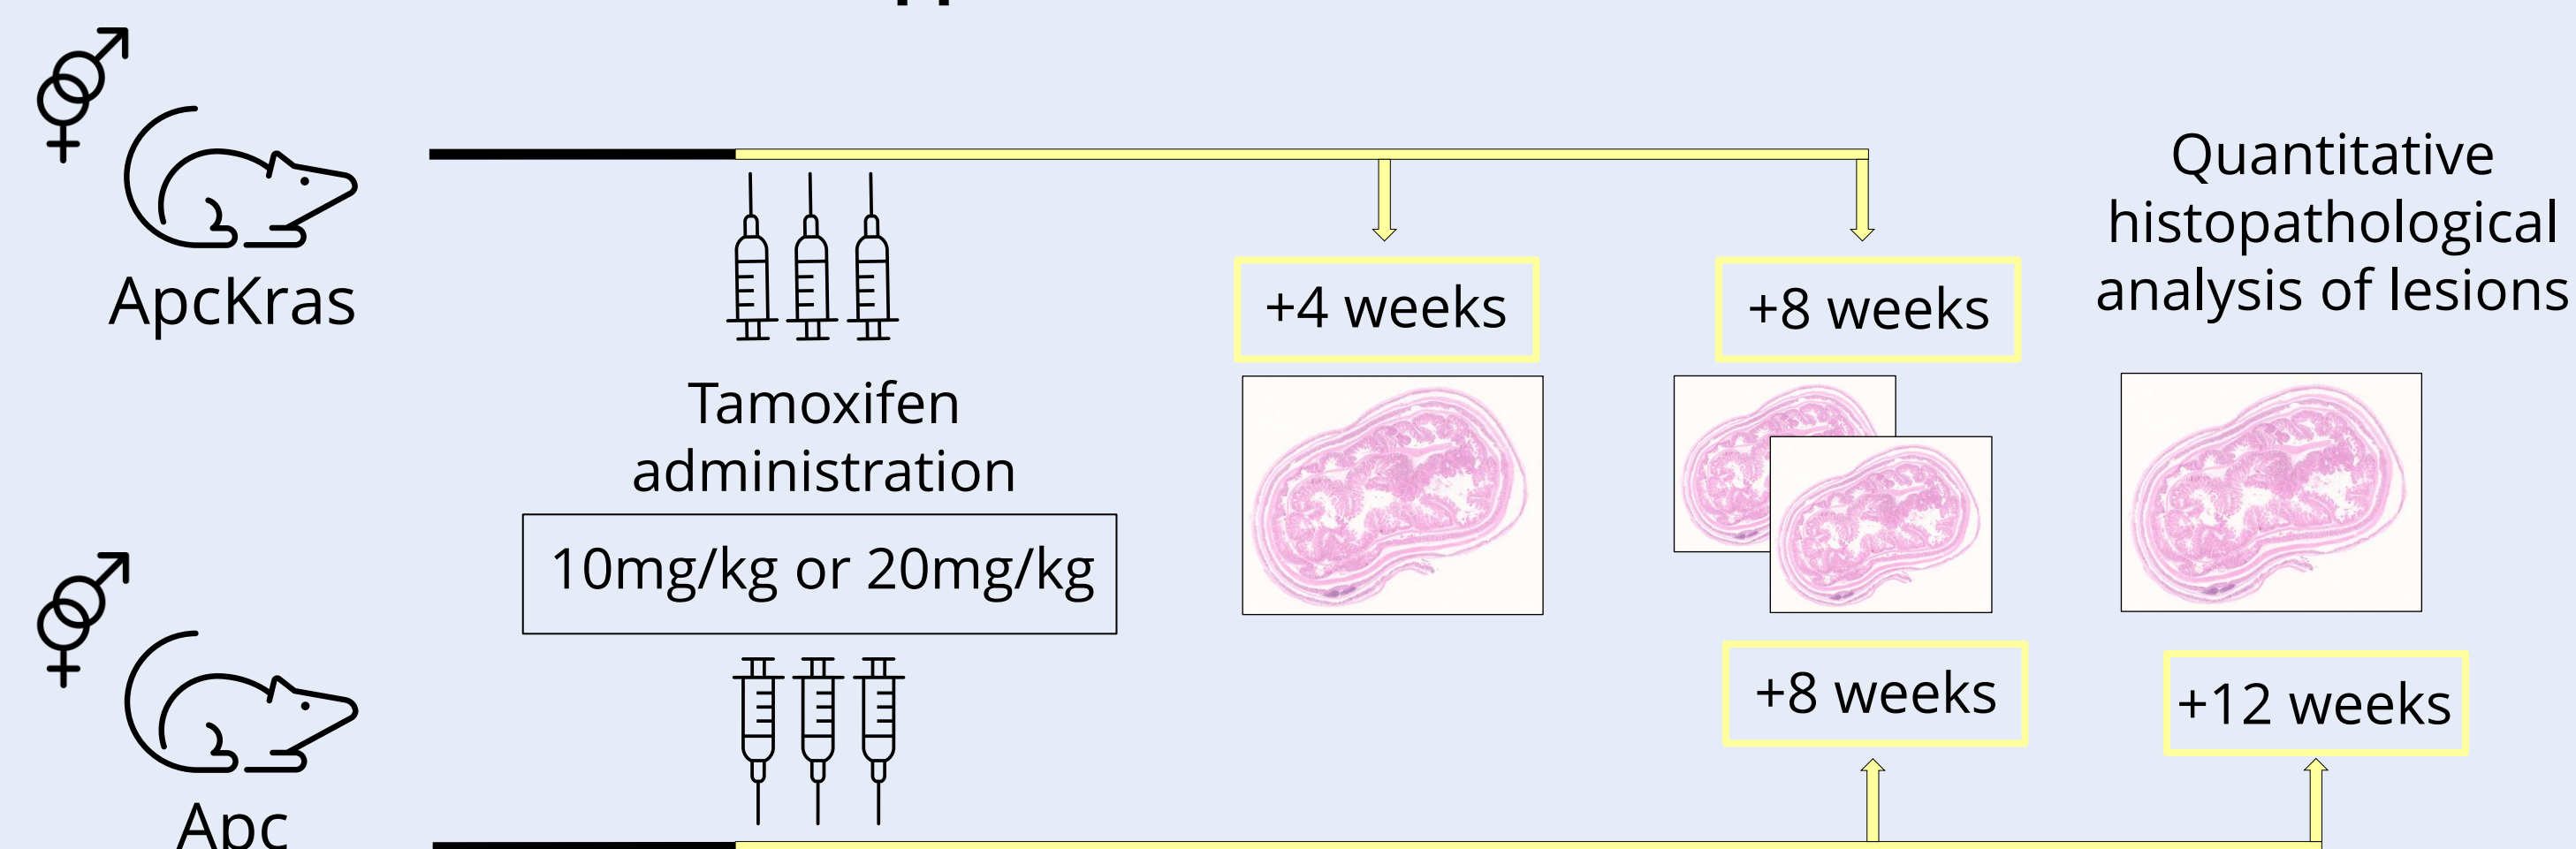 ApcKras
Tamoxifen
administration
10mg/kg or 20mg/kg
+4 weeks
+8 weeks
Quantitative
histopathological
analysis of lesions
+8 weeks
+12 weeks
Apc